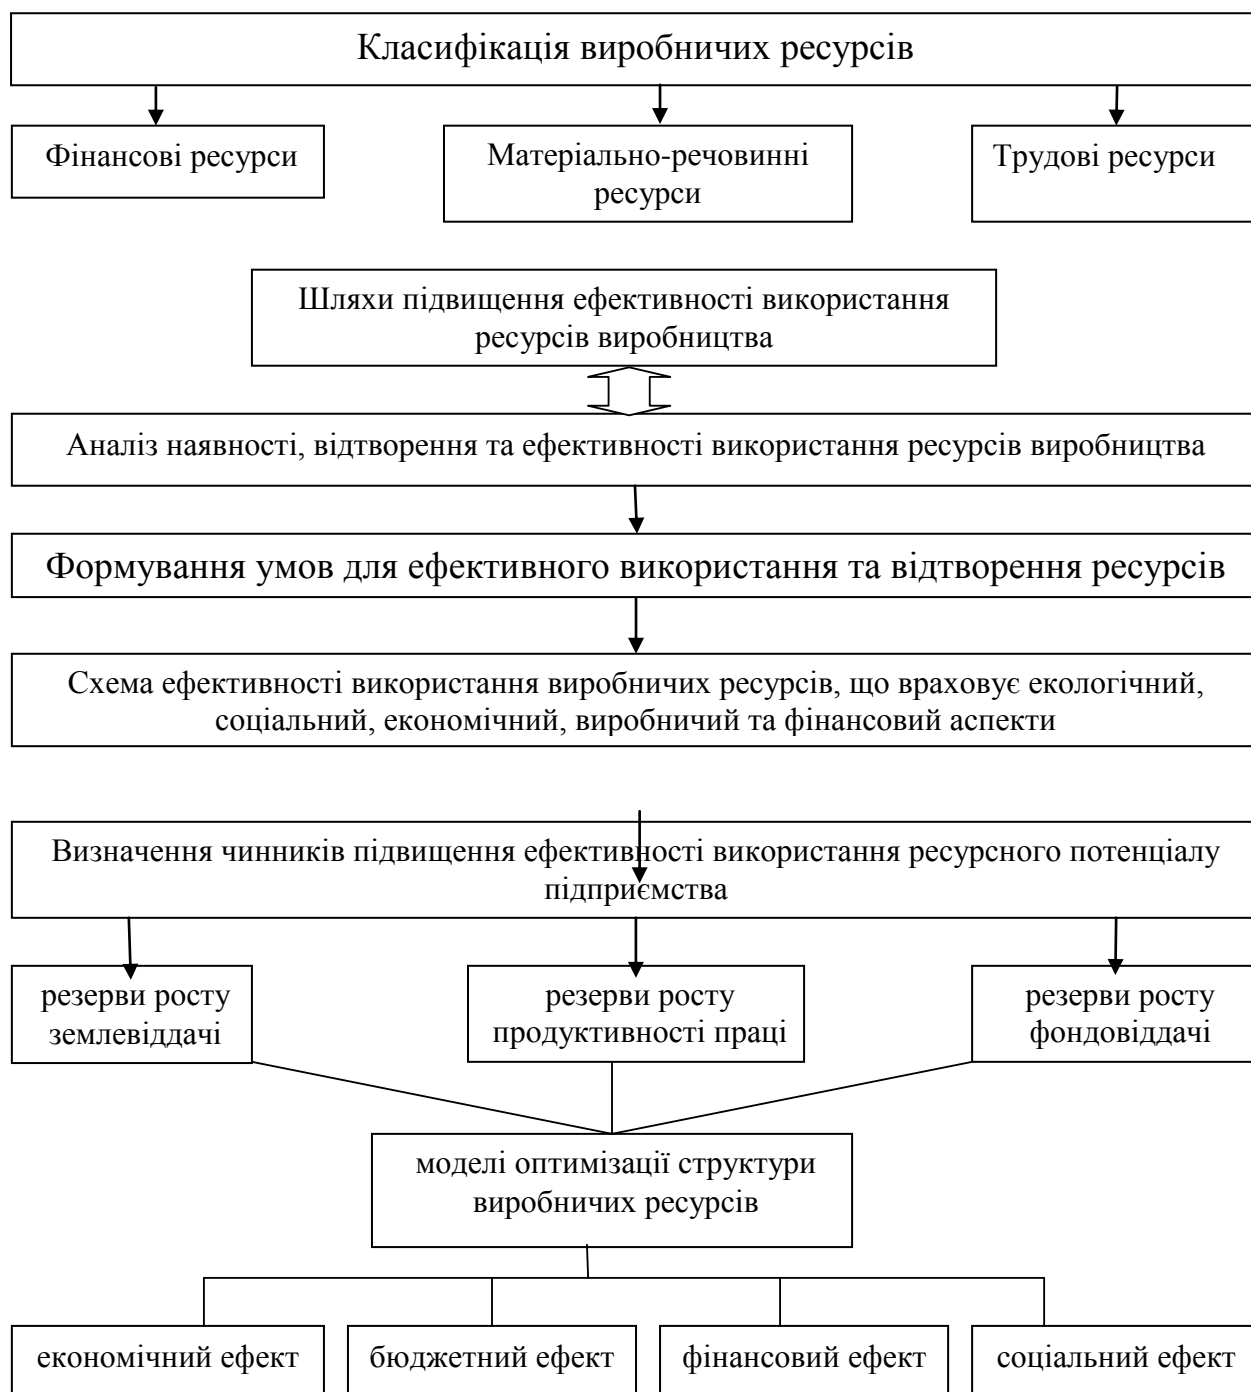 Класифікація виробничих ресурсів
Фінансові ресурси
Матеріально-речовинні
ресурси
Трудові ресурси
Шляхи підвищення ефективності використання
ресурсів виробництва
Аналіз наявності, відтворення та ефективності використання ресурсів виробництва
Формування умов для ефективного використання та відтворення ресурсів
Схема ефективності використання виробничих ресурсів, що враховує екологічний,
соціальний, економічний, виробничий та фінансовий аспекти
Визначення чинників підвищення ефективності використання ресурсного потенціалу
підприємства
резерви росту
землевіддачі
резерви росту
продуктивності праці
резерви росту
фондовіддачі
моделі оптимізації структури
виробничих ресурсів
економічний ефект
бюджетний ефект
фінансовий ефект
соціальний ефект